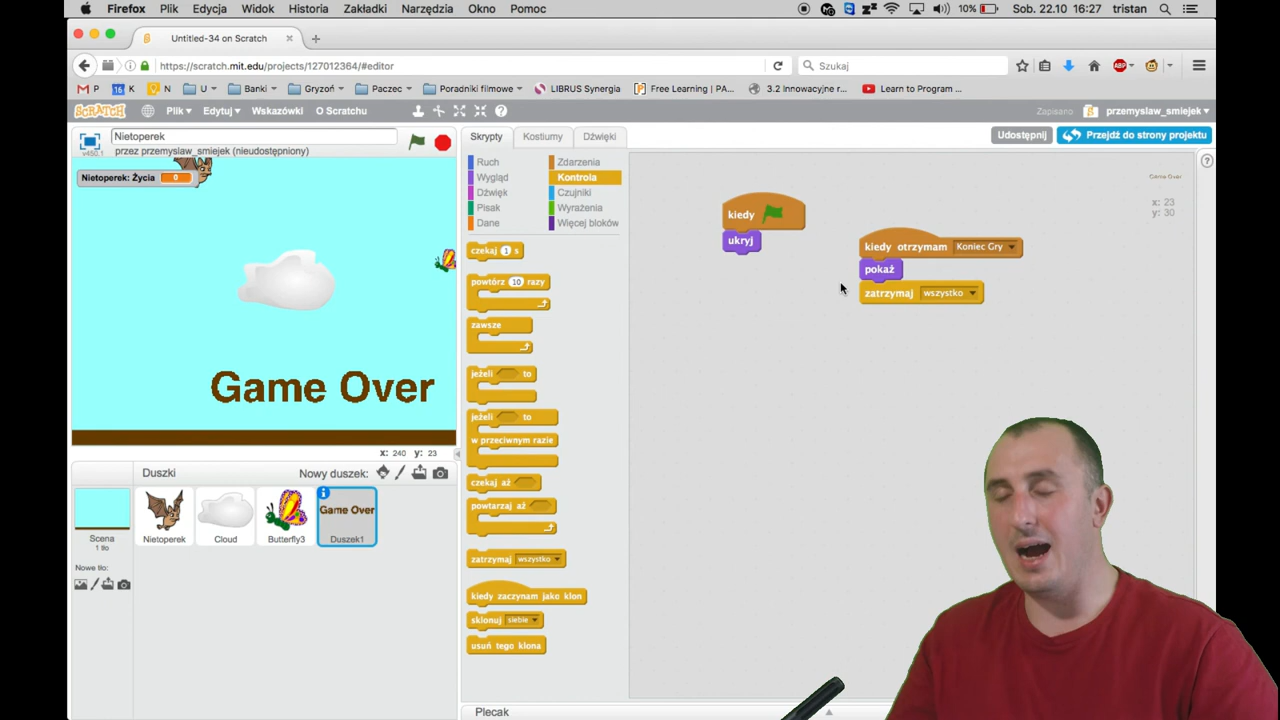 Firefox Plik Edycja Widok Historia Zakładki Narzędzia Okno Pomoc 10% Sob. 22.10 16:27 tristan
Untitled-34 on Scratch
https://scratch.mit.edu/projects/127012364/#editor Szukaj
P 16 K N U Banki Gryzoń Paczec Poradniki filmowe LIBRUS Synergia Free Learning | PA... 3.2 Innowacyjne r... Learn to Program ...
SCRATCH Plik Edytuj Wskazówki O Scratchu Zapisano przemyslaw_smiejek
v450.1 Nietoperek
przez przemyslaw_smiejek (nieudostępniony)
Skrypty Kostiumy Dźwięki
Udostępnij Przejdź do strony projektu
Nietoperek: Życia 0
Game Over
x: 240 y: 23
Ruch Zdarzenia
Wygląd Kontrola
Dźwięk Czujniki
Pisak Wyrażenia
Dane Więcej bloków
czekaj 1 s
powtórz 10 razy
zawsze
jeżeli to
jeżeli to
w przeciwnym razie
czekaj aż
powtarzaj aż
zatrzymaj wszystko
kiedy zaczynam jako klon
sklonuj siebie
usuń tego klona
kiedy
ukryj
kiedy otrzymam Koniec Gry
pokaż
zatrzymaj wszystko
Game Over
x: 23
y: 30
Duszki Nowy duszek:
Scena
1 tło
Nowe tło:
Nietoperek Cloud Butterfly3 Duszek1
Game Over
Plecak